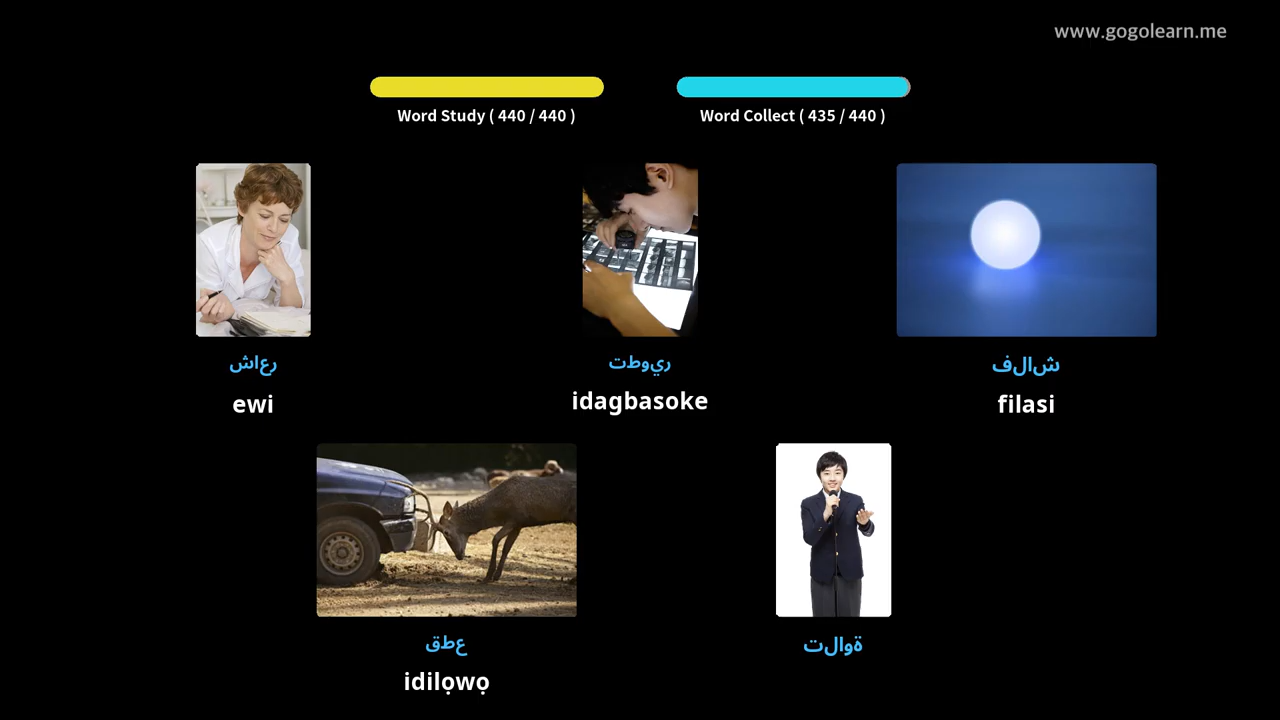 www.gogolearn.me
Word Study ( 440 / 440 )
Word Collect ( 435 / 440 )
رعاش
ewi
ريوطت
idagbasoke
شالف
filasi
عطق
idilọwọ
ةوالت